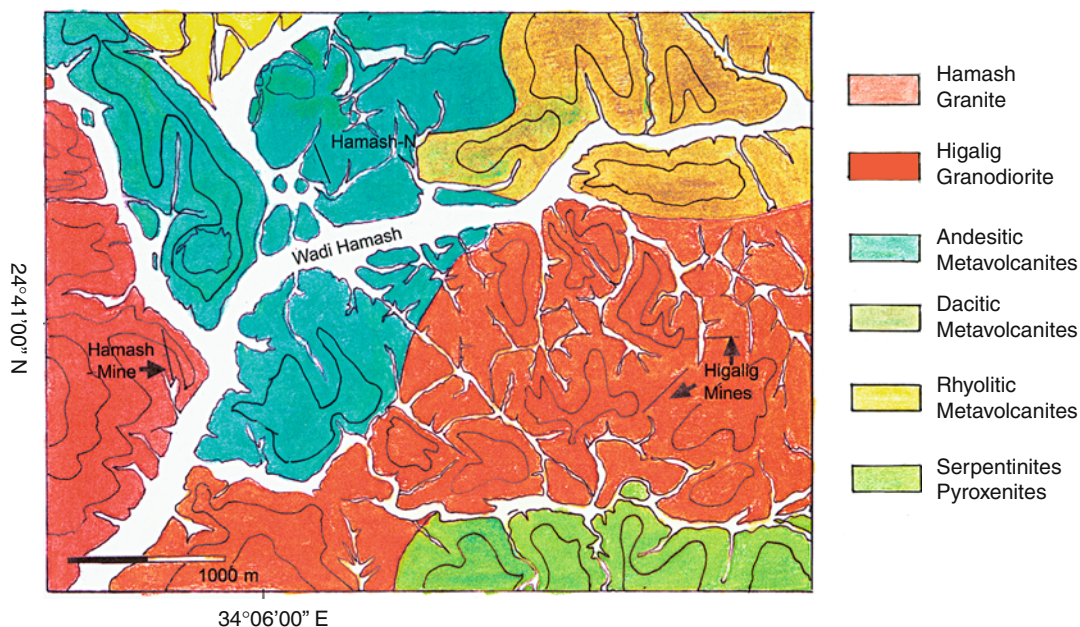 Hamash-N
Wadi Hamash
Hamash
Mine
Higalig
Mines
1000 m
24°41'00” N
34°06'00” E
Hamash
Granite
Higalig
Granodiorite
Andesitic
Metavolcanites
Dacitic
Metavolcanites
Rhyolitic
Metavolcanites
Serpentinites
Pyroxenites